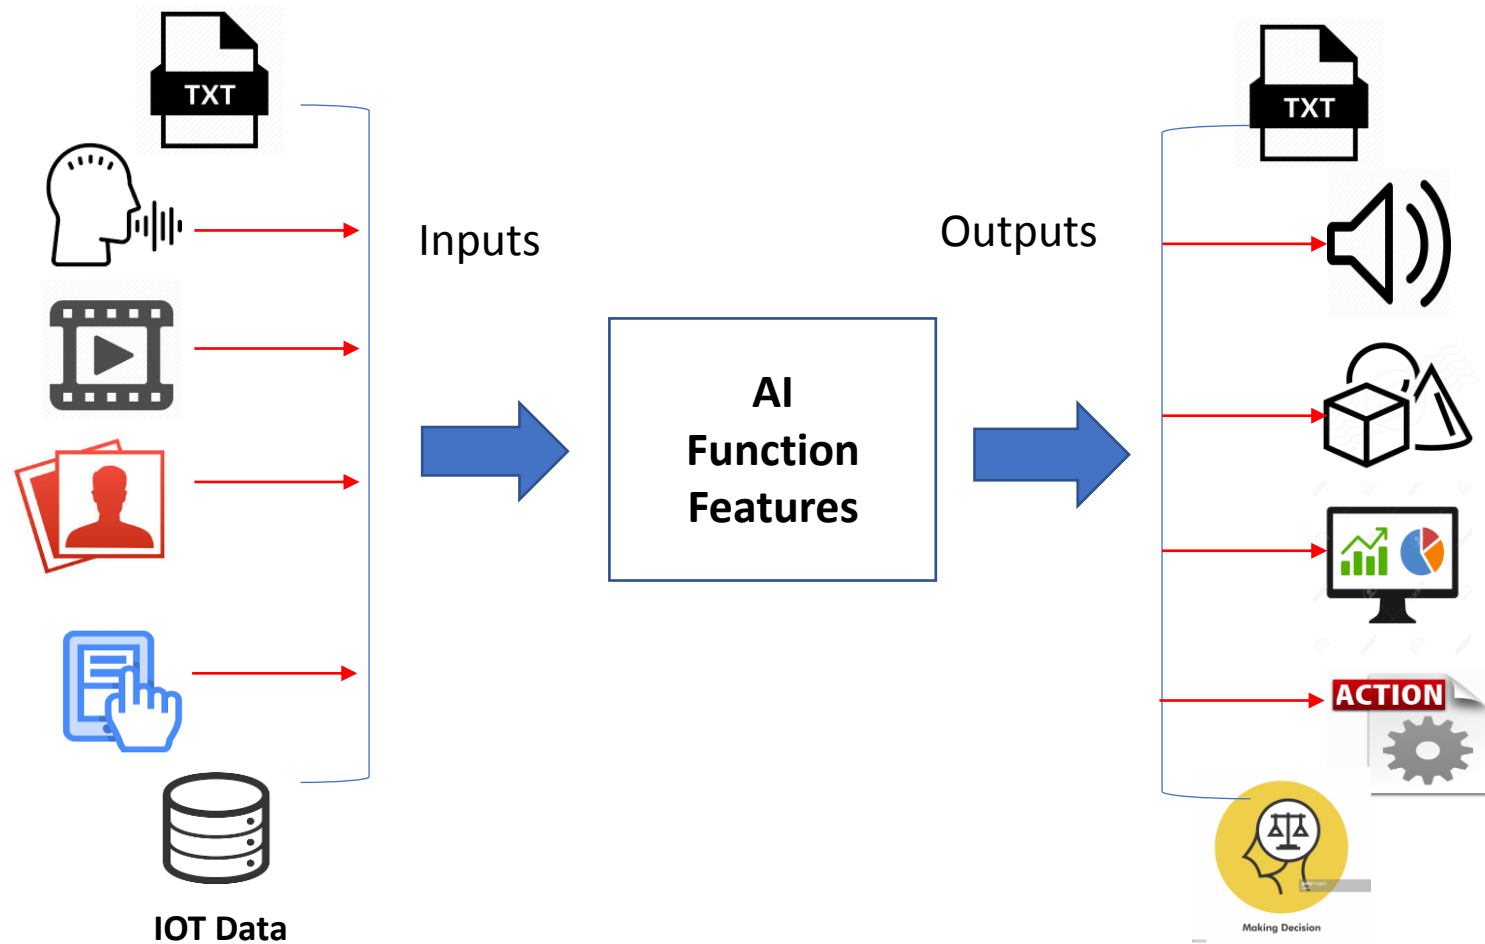 TXT
TXT
Inputs
Outputs
AI
Function
Features
ACTION
IOT Data
Making Decision